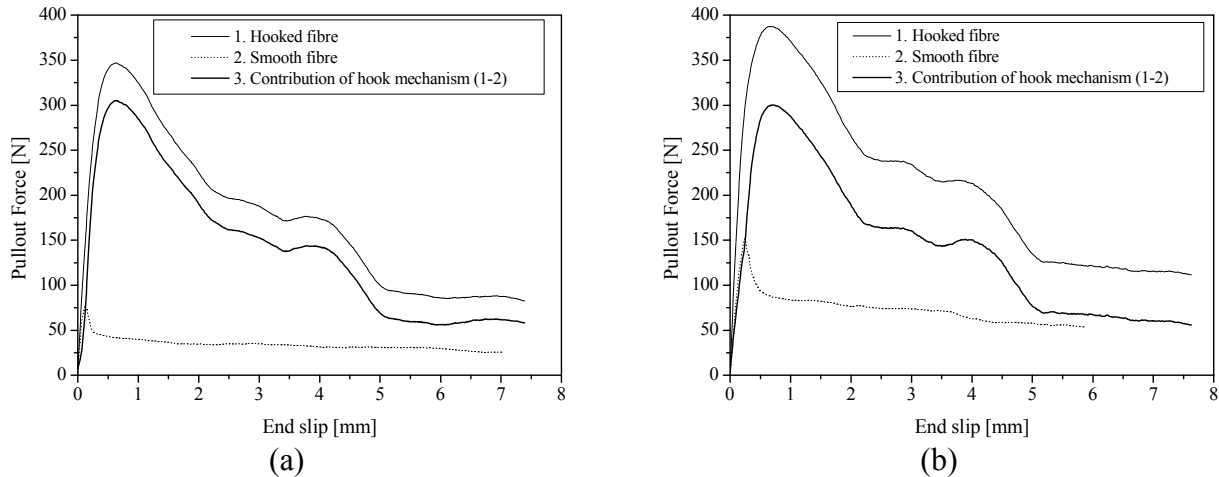 400
350
300
250
200
150
100
50
0
Pullout Force [N]
1. Hooked fibre
2. Smooth fibre
3. Contribution of hook mechanism (1-2)
0 1 2 3 4 5 6 7 8
End slip [mm]
(a)
400
350
300
250
200
150
100
50
0
Pullout Force [N]
1. Hooked fibre
2. Smooth fibre
3. Contribution of hook mechanism (1-2)
0 1 2 3 4 5 6 7 8
End slip [mm]
(b)